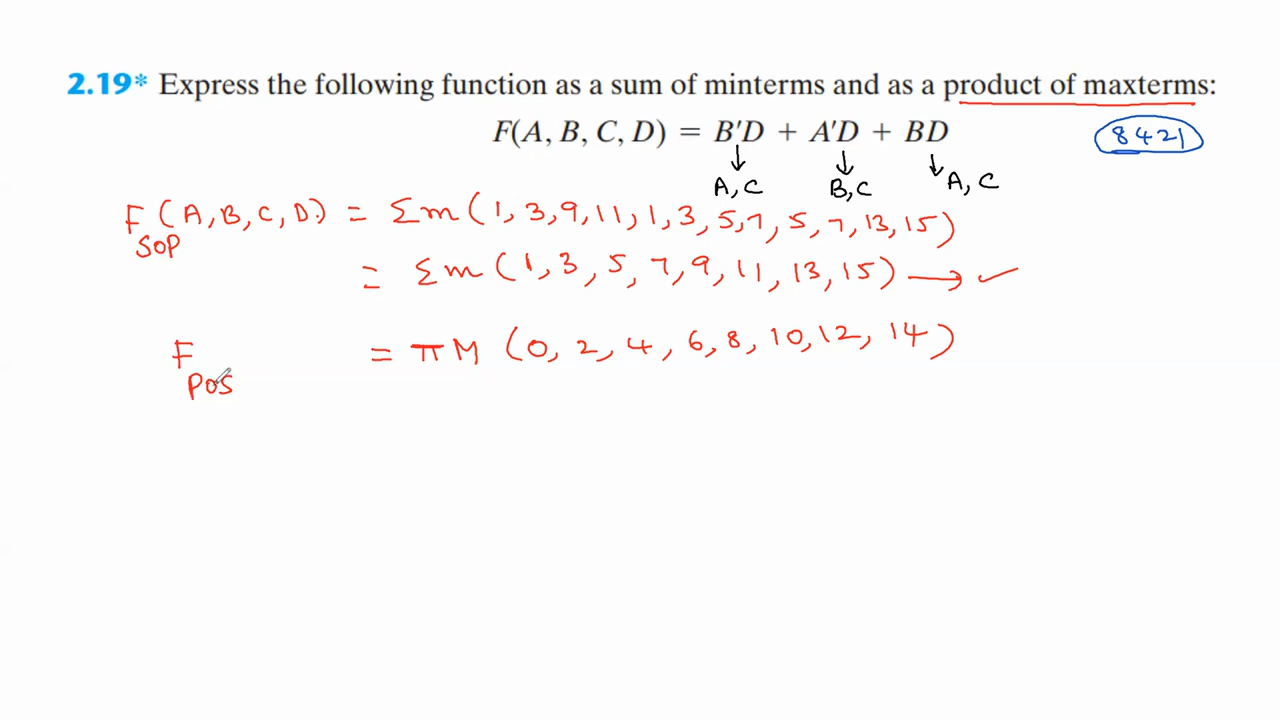 2.19* Express the following function as a sum of minterms and as a product of maxterms:
F(A, B, C, D) = B'D + A'D + BD
8421
A, C B, C A, C
F (A, B, C, D.) = Σm (1, 3, 9, 11, 1, 3, 5, 7, 5, 7, 13, 15)
SOP
= Σm (1, 3, 5, 7, 9, 11, 13, 15) → ✓
F = πM (0, 2, 4, 6, 8, 10, 12, 14)
POS